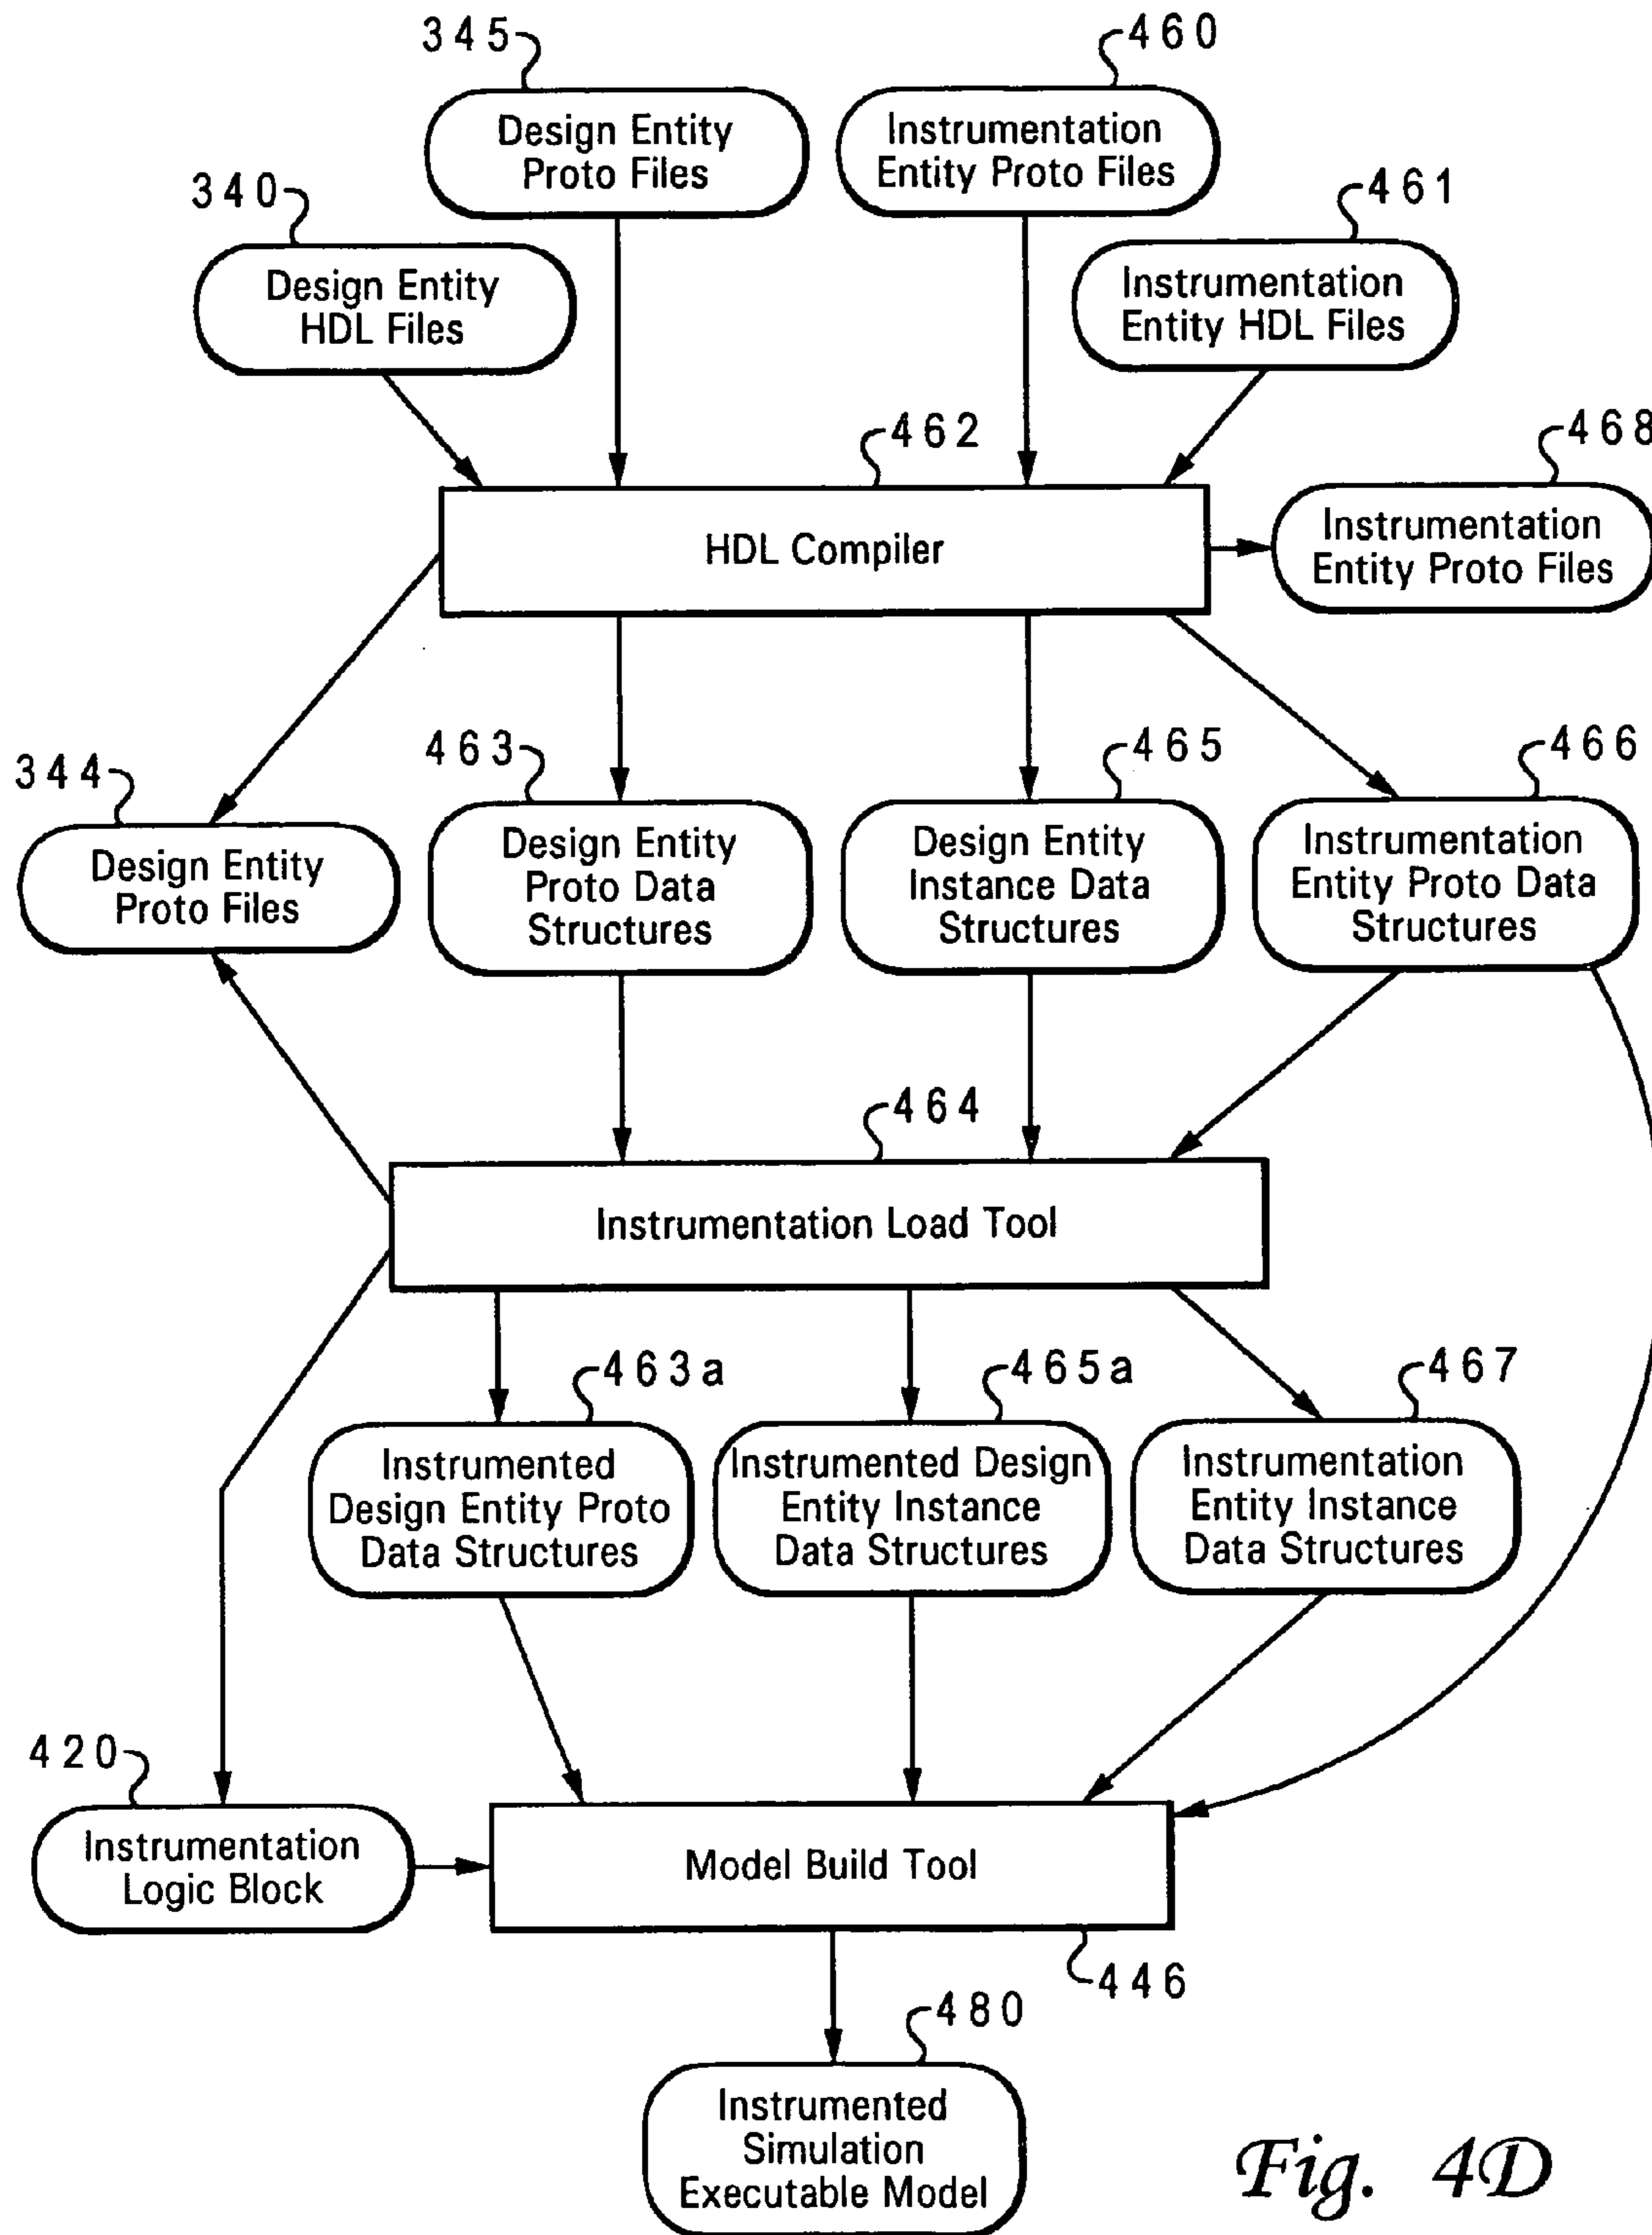 345
460
Design Entity
Proto Files
Instrumentation
Entity Proto Files
340
461
Design Entity
HDL Files
Instrumentation
Entity HDL Files
462
468
HDL Compiler
Instrumentation
Entity Proto Files
344
463
465
466
Design Entity
Proto Files
Design Entity
Proto Data
Structures
Design Entity
Instance Data
Structures
Instrumentation
Entity Proto Data
Structures
464
Instrumentation Load Tool
463a
465a
467
Instrumented
Design Entity Proto
Data Structures
Instrumented Design
Entity Instance
Data Structures
Instrumentation
Entity Instance
Data Structures
420
Instrumentation
Logic Block
Model Build Tool
446
480
Instrumented
Simulation
Executable Model
Fig. 4D